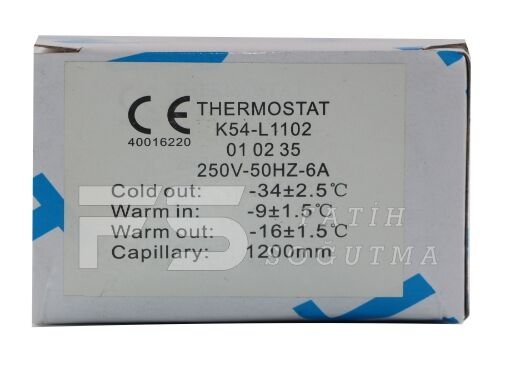 CE THERMOSTAT
40016220 K54-L1102
01 02 35
250V-50HZ-6A
Cold out: -34±2.5℃
Warm in: -9±1.5℃
Warm out: -16±1.5℃
Capillary: 1200mm
FS FATİH
SOĞUTMA